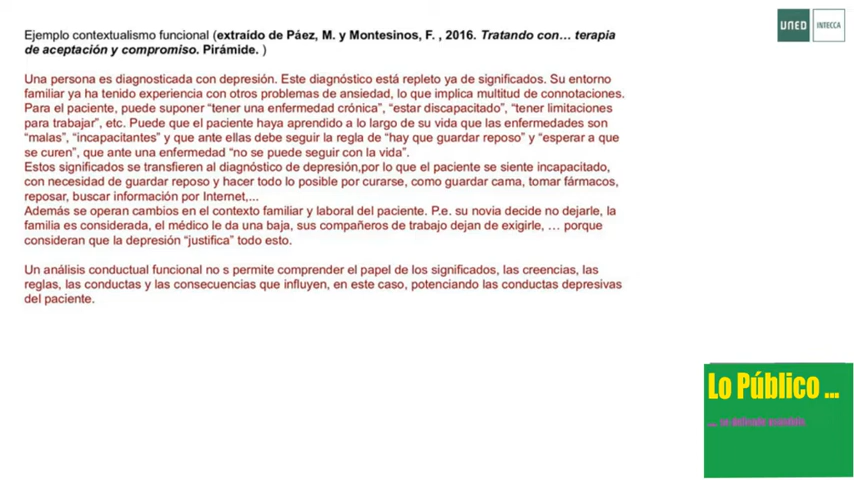 Ejemplo contextualismo funcional (extraído de Páez, M. y Montesinos, F. , 2016. Tratando con... terapia
de aceptación y compromiso. Pirámide. )
UNED
INTECCA
Una persona es diagnosticada con depresión. Este diagnóstico está repleto ya de significados. Su entorno
familiar ya ha tenido experiencia con otros problemas de ansiedad, lo que implica multitud de connotaciones.
Para el paciente, puede suponer “tener una enfermedad crónica”, “estar discapacitado”, “tener limitaciones
para trabajar”, etc. Puede que el paciente haya aprendido a lo largo de su vida que las enfermedades son
“malas”, “incapacitantes” y que ante ellas debe seguir la regla de “hay que guardar reposo” y “esperar a que
se curen”, que ante una enfermedad “no se puede seguir con la vida”.
Estos significados se transfieren al diagnóstico de depresión,por lo que el paciente se siente incapacitado,
con necesidad de guardar reposo y hacer todo lo posible por curarse, como guardar cama, tomar fármacos,
reposar, buscar información por Internet,...
Además se operan cambios en el contexto familiar y laboral del paciente. P.e. su novia decide no dejarle, la
familia es considerada, el médico le da una baja, sus compañeros de trabajo dejan de exigirle, ... porque
consideran que la depresión “justifica” todo esto.
Un análisis conductual funcional no s permite comprender el papel de los significados, las creencias, las
reglas, las conductas y las consecuencias que influyen, en este caso, potenciando las conductas depresivas
del paciente.
Lo Público ...